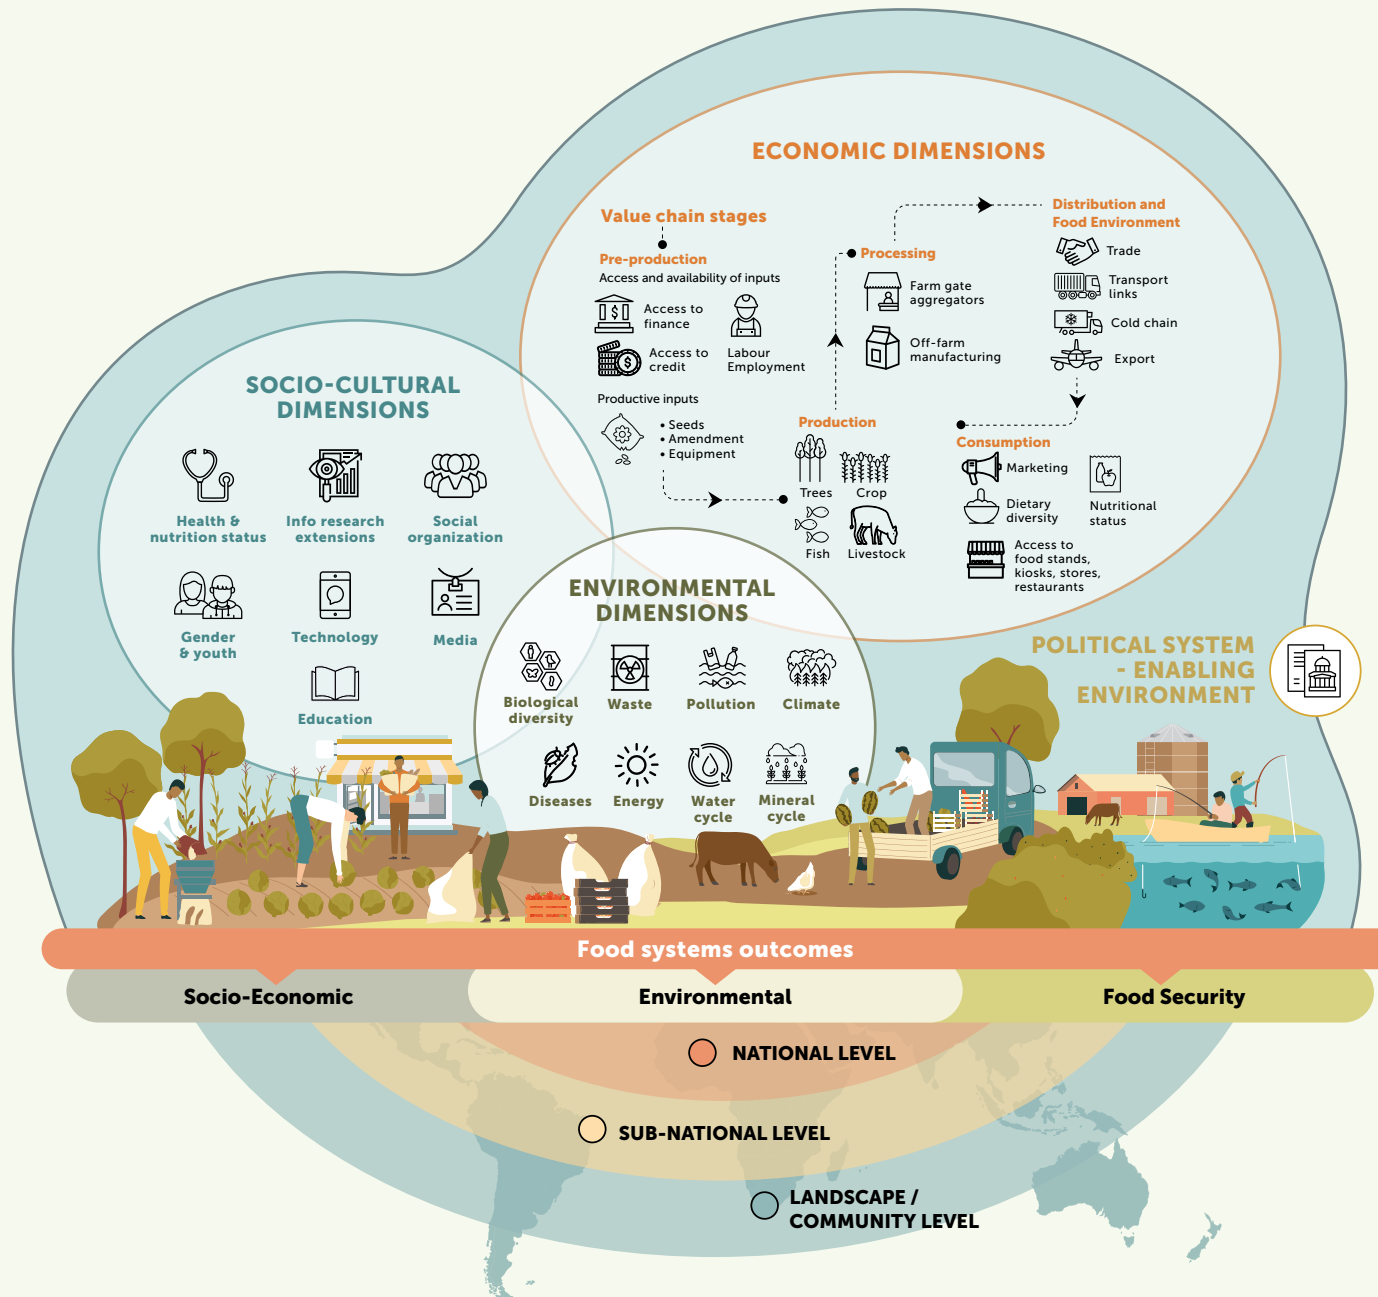 ECONOMIC DIMENSIONS
Value chain stages
Pre-production
Access and availability of inputs
Access to
finance
Access to
credit
Labour
Employment
Productive inputs
• Seeds
• Amendment
• Equipment
Production
Trees
Crop
Fish
Livestock
Processing
Farm gate
aggregators
Off-farm
manufacturing
Distribution and
Food Environment
Trade
Transport
links
Cold chain
Export
Consumption
Marketing
Nutritional
status
Dietary
diversity
Access to
food stands,
kiosks, stores,
restaurants
SOCIO-CULTURAL
DIMENSIONS
Health &
nutrition status
Info research
extensions
Social
organization
Gender
& youth
Technology
Media
Education
ENVIRONMENTAL
DIMENSIONS
Biological
diversity
Waste
Pollution
Climate
Diseases
Energy
Water
cycle
Mineral
cycle
POLITICAL SYSTEM
- ENABLING
ENVIRONMENT
Food systems outcomes
Socio-Economic
Environmental
Food Security
NATIONAL LEVEL
SUB-NATIONAL LEVEL
LANDSCAPE /
COMMUNITY LEVEL